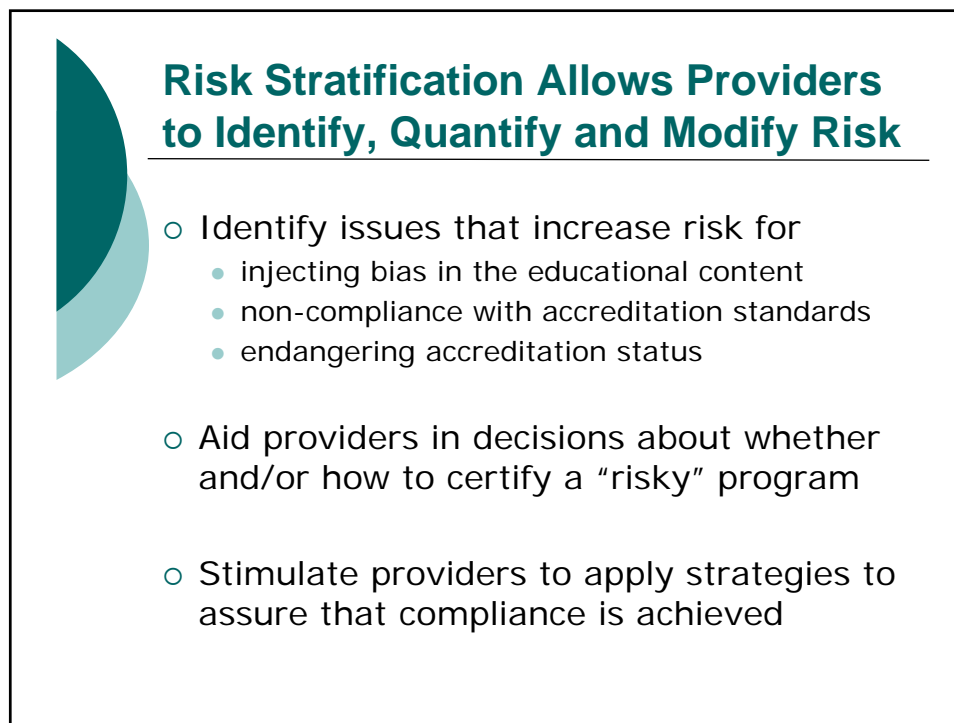 Risk Stratification Allows Providers
to Identify, Quantify and Modify Risk
Identify issues that increase risk for
injecting bias in the educational content
non-compliance with accreditation standards
endangering accreditation status
Aid providers in decisions about whether
and/or how to certify a “risky” program
Stimulate providers to apply strategies to
assure that compliance is achieved